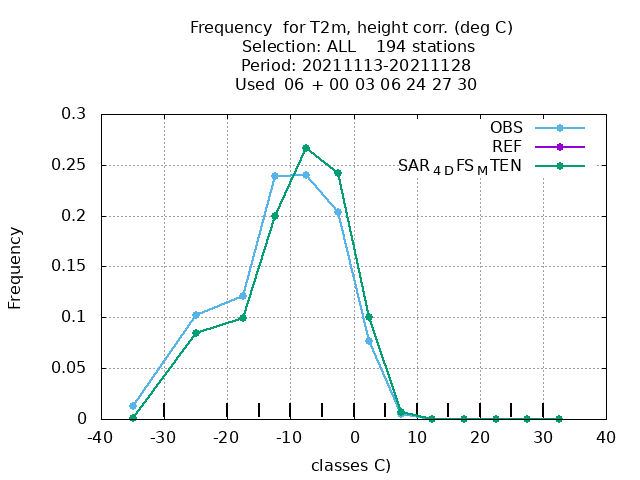 Frequency  for T2m, height corr. (deg C)
Selection: ALL    194 stations
Period: 20211113-20211128
Used  06 + 00 03 06 24 27 30
OBS
REF
SAR4DFSMTEN
0.3
0.25
0.2
0.15
0.1
0.05
0
Frequency
-40 -30 -20 -10 0 10 20 30 40
classes C)